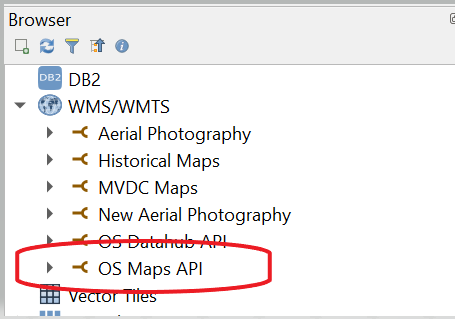 Browser
DB2 DB2
WMS/WMTS
Aerial Photography
Historical Maps
MVDC Maps
New Aerial Photography
OS Datahub API
OS Maps API
Vector Tiles